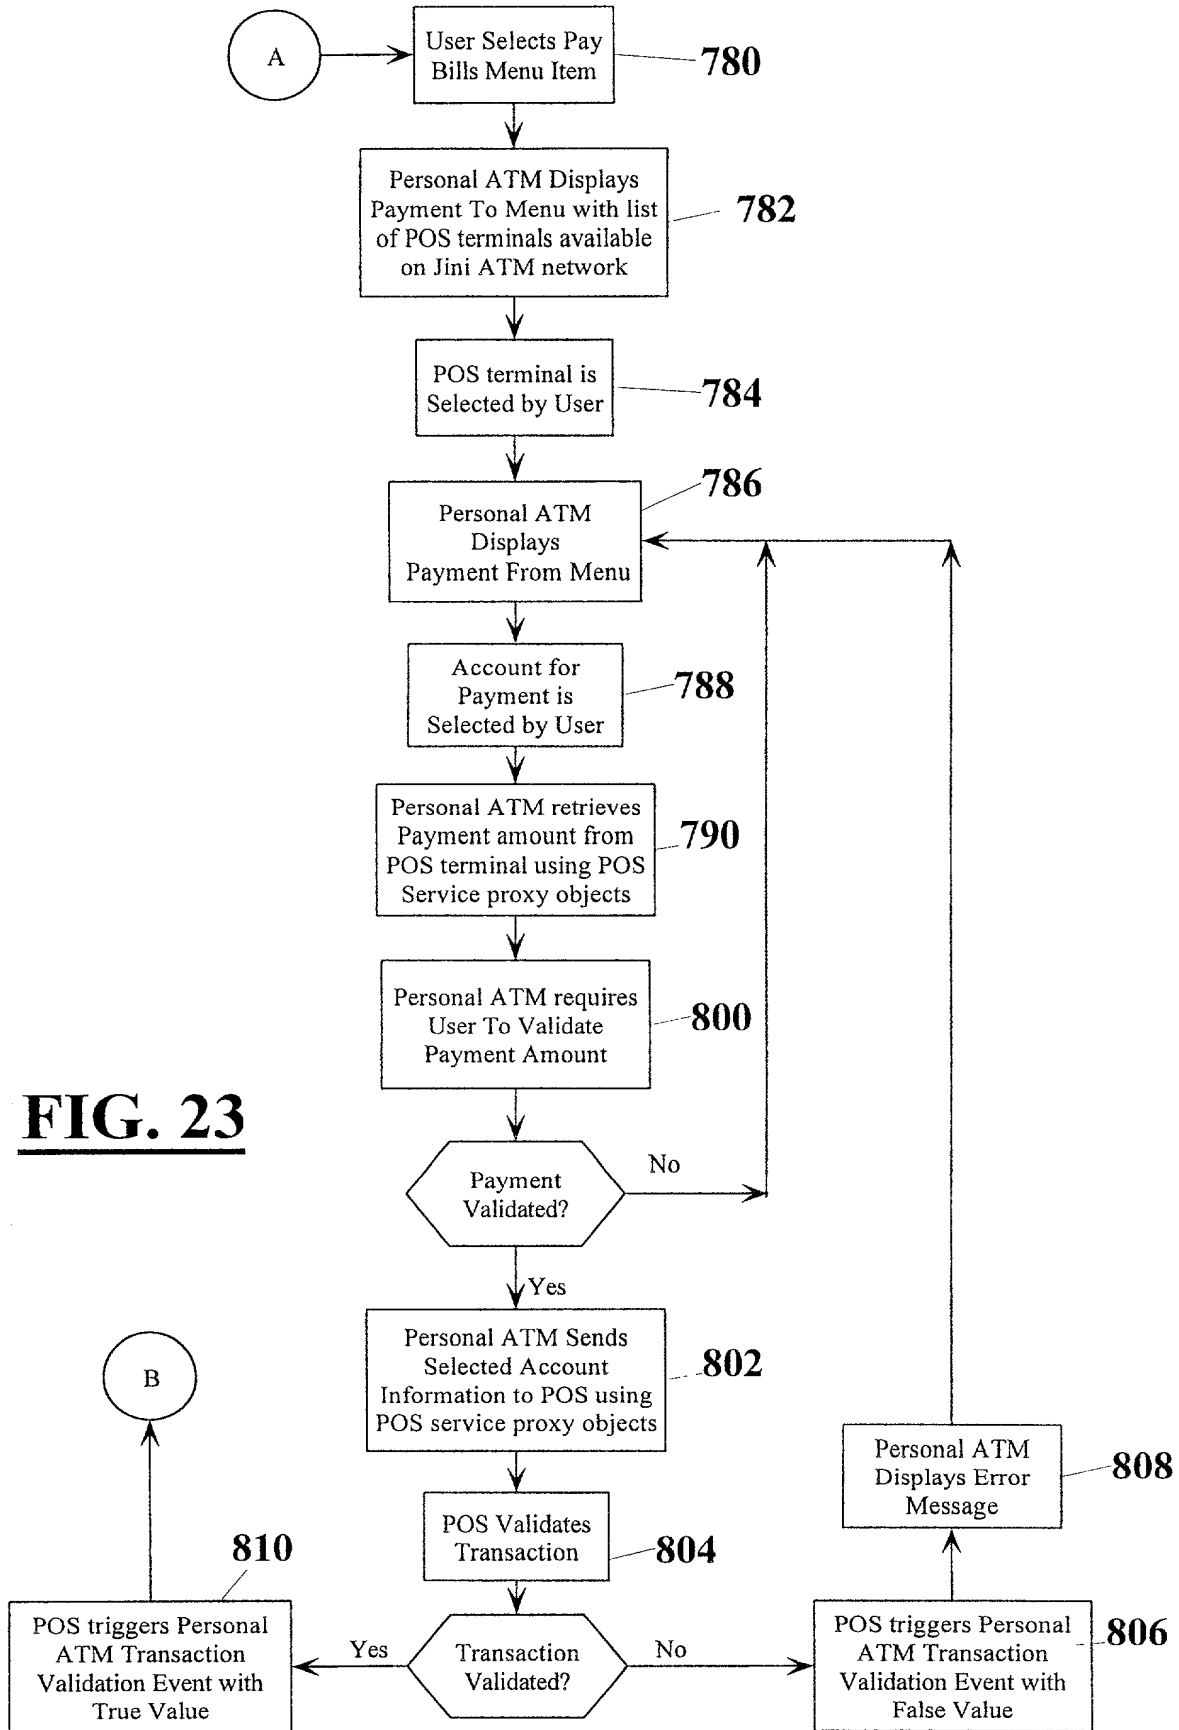 A
User Selects Pay
Bills Menu Item
780
Personal ATM Displays
Payment To Menu with list
of POS terminals available
on Jini ATM network
782
POS terminal is
Selected by User
784
786
Personal ATM
Displays
Payment From Menu
Account for
Payment is
Selected by User
788
Personal ATM retrieves
Payment amount from
POS terminal using POS
Service proxy objects
790
Personal ATM requires
User To Validate
Payment Amount
800
FIG. 23
Payment
Validated?
No
Yes
Personal ATM Sends
Selected Account
Information to POS using
POS service proxy objects
802
B
Personal ATM
Displays Error
Message
808
POS Validates
Transaction
804
810
POS triggers Personal
ATM Transaction
Validation Event with
True Value
Yes
Transaction
Validated?
No
POS triggers Personal
ATM Transaction
Validation Event with
False Value
806